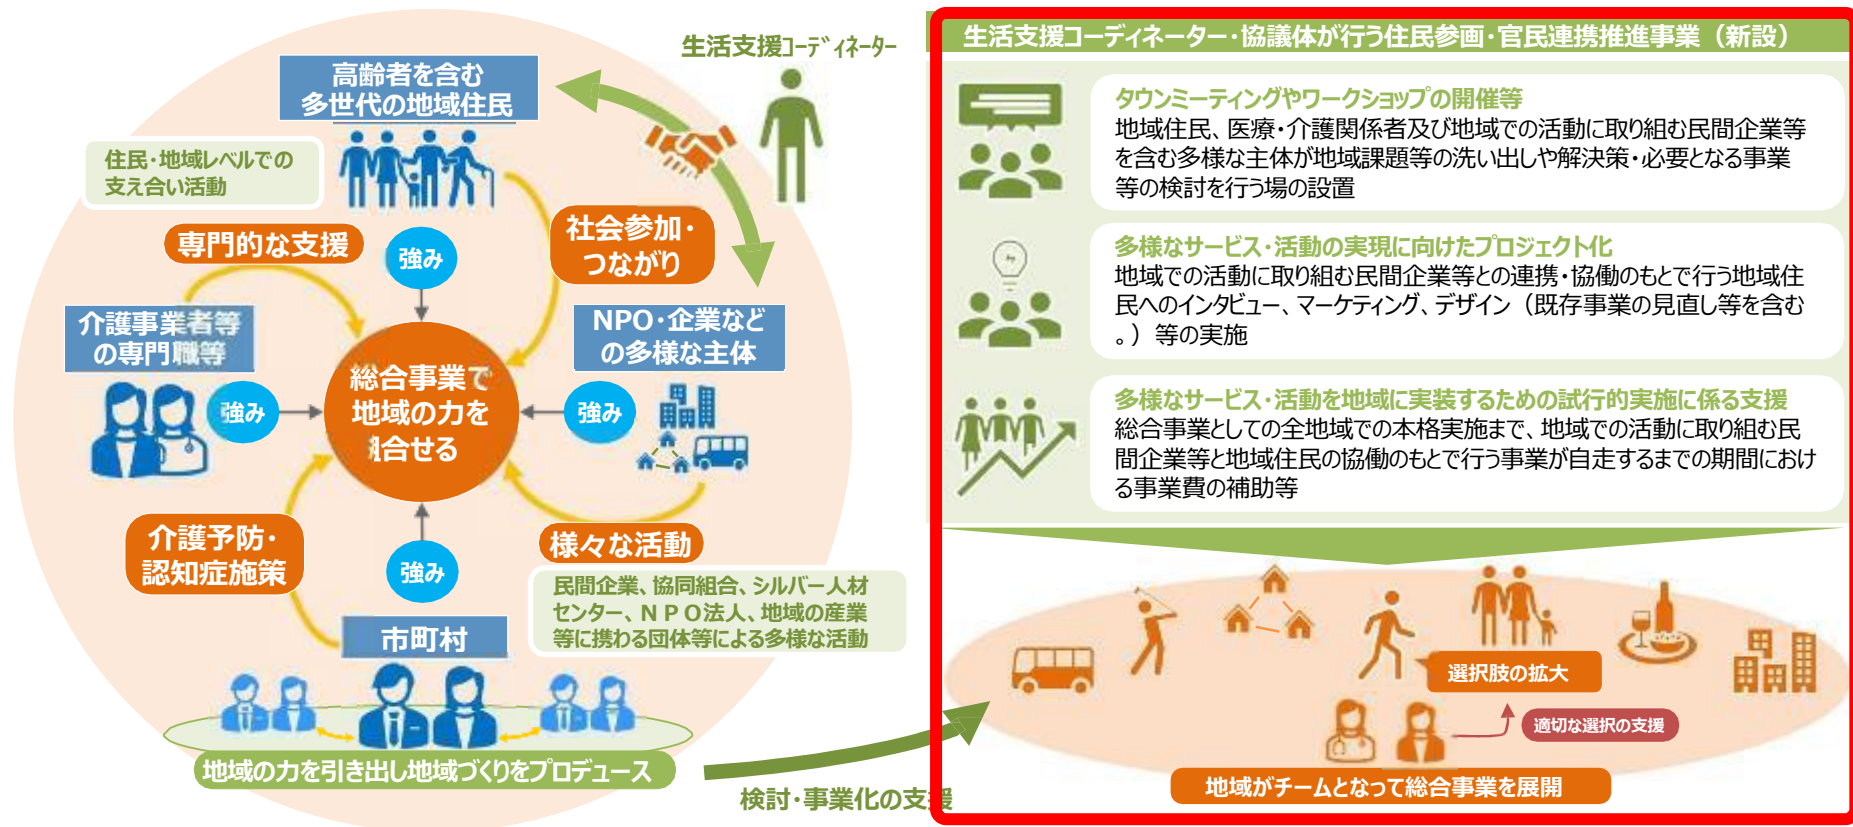 生活支援コーディネーター
高齢者を含む
多世代の地域住民
住民・地域レベルでの
支え合い活動
専門的な支援
強み
社会参加・
つながり
介護事業者等
の専門職等
NPO・企業など
の多様な主体
強み
総合事業で
地域の力を
合せる
強み
介護予防・
認知症施策
強み
様々な活動
民間企業、協同組合、シルバー人材
センター、ＮＰＯ法人、地域の産業
等に携わる団体等による多様な活動
市町村
地域の力を引き出し地域づくりをプロデュース
検討・事業化の支援
生活支援コーディネーター・協議体が行う住民参画・官民連携推進事業（新設）
タウンミーティングやワークショップの開催等
地域住民、医療・介護関係者及び地域での活動に取り組む民間企業等
を含む多様な主体が地域課題等の洗い出しや解決策・必要となる事業
等の検討を行う場の設置
多様なサービス・活動の実現に向けたプロジェクト化
地域での活動に取り組む民間企業等との連携・協働のもとで行う地域住
民へのインタビュー、マーケティング、デザイン（既存事業の見直し等を含む
。）等の実施
多様なサービス・活動を地域に実装するための試行的実施に係る支援
総合事業としての全地域での本格実施まで、地域での活動に取り組む民
間企業等と地域住民の協働のもとで行う事業が自走するまでの期間におけ
る事業費の補助等
選択肢の拡大
適切な選択の支援
地域がチームとなって総合事業を展開